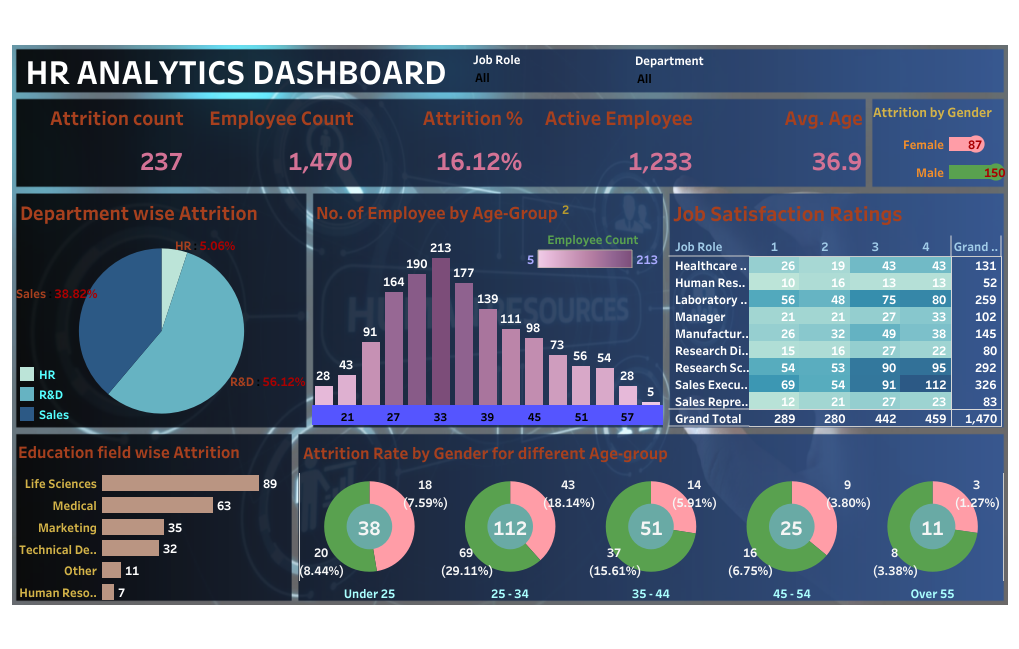 HR ANALYTICS DASHBOARD
Job Role
All
Department
All
Attrition count
237
Employee Count
1,470
Attrition %
16.12%
Active Employee
1,233
Avg. Age
36.9
Attrition by Gender
Female 87
Male 150
Department wise Attrition
HR 5.06%
Sales 38.82%
R&D 56.12%
HR
R&D
Sales
No. of Employee by Age-Group 2
Employee Count
5 213
28 43 91 164 190 213 177 139 111 98 73 56 54 28 5
21 27 33 39 45 51 57
HUMAN RESOURCES
Job Satisfaction Ratings
Job Role 1 2 3 4 Grand ..
Healthcare .. 26 19 43 43 131
Human Res.. 10 16 13 13 52
Laboratory .. 56 48 75 80 259
Manager 21 21 27 33 102
Manufactur.. 26 32 49 38 145
Research Di.. 15 16 27 22 80
Research Sc.. 54 53 90 95 292
Sales Execu.. 69 54 91 112 326
Sales Repre.. 12 21 27 23 83
Grand Total 289 280 442 459 1,470
Education field wise Attrition
Life Sciences 89
Medical 63
Marketing 35
Technical De.. 32
Other 11
Human Reso.. 7
Attrition Rate by Gender for different Age-group
18
(7.59%)
38
20
(8.44%)
Under 25
43
(18.14%)
112
69
(29.11%)
25 - 34
14
(5.91%)
51
37
(15.61%)
35 - 44
9
(3.80%)
25
16
(6.75%)
45 - 54
3
(1.27%)
11
8
(3.38%)
Over 55